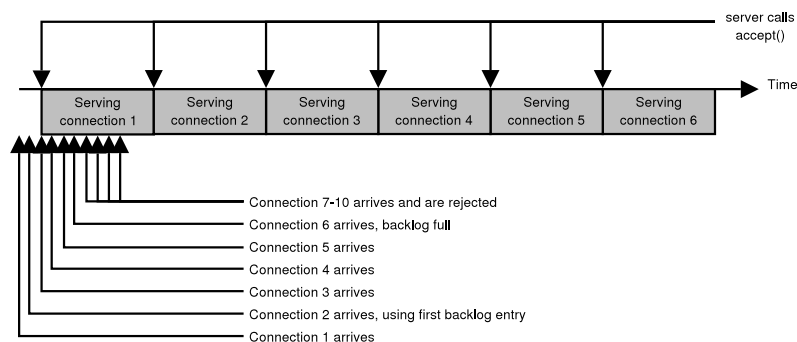 server calls
accept()
Time
Serving
connection 1
Serving
connection 2
Serving
connection 3
Serving
connection 4
Serving
connection 5
Serving
connection 6
Connection 7-10 arrives and are rejected
Connection 6 arrives, backlog full
Connection 5 arrives
Connection 4 arrives
Connection 3 arrives
Connection 2 arrives, using first backlog entry
Connection 1 arrives